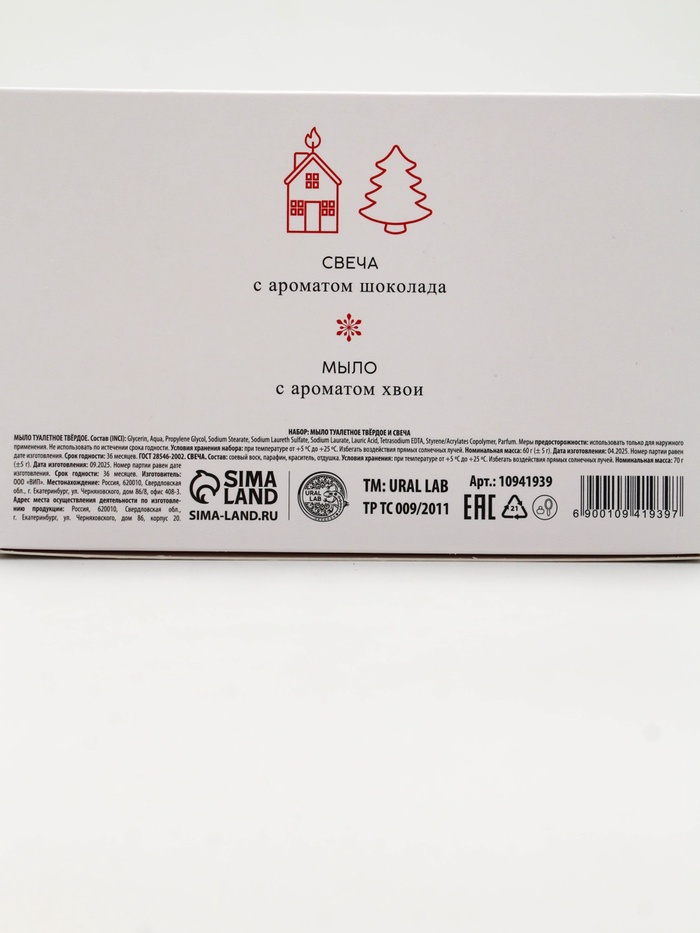 СВЕЧА
с ароматом шоколада
МЫЛО
с ароматом хвои
НАБОР: МЫЛО ТУАЛЕТНОЕ ТВЁРДОЕ И СВЕЧА
МЫЛО ТУАЛЕТНОЕ ТВЁРДОЕ. Состав (INCI): Glycerin, Aqua, Propylene Glycol, Sodium Stearate, Sodium Laureth Sulfate, Sodium Laurate, Lauric Acid, Tetrasodium EDTA, Styrene/Acrylates Copolymer, Parfum. Меры предосторожности: использовать только для наружного
применения. Не использовать по истечении срока годности. Условия хранения набора: при температуре от +5 ºС до +25 ºС. Избегать воздействия прямых солнечных лучей. Номинальная масса: 60 г (± 5 г). Дата изготовления: 04.2025. Номер партии равен
дате изготовления. Срок годности: 36 месяцев. ГОСТ 28546-2002. СВЕЧА. Состав: соевый воск, парафин, краситель, отдушка. Условия хранения: при температуре от +5 ºС до +25 ºС. Избегать воздействия прямых солнечных лучей. Номинальная масса: 70 г
(±5 г). Дата изготовления: 09.2025. Номер партии равен дате
изготовления. Срок годности: 36 месяцев. Изготовитель:
ООО «ВИП». Местонахождение: Россия, 620010, Свердловская
обл., г. Екатеринбург, ул. Черняховского, дом 86/8, офис 408-3.
Адрес места осуществления деятельности по изготовле-
нию продукции: Россия, 620010, Свердловская обл.,
г. Екатеринбург, ул. Черняховского, дом 86, корпус 20.
SIMA
LAND
SIMA-LAND.RU
URAL
LAB
TM: URAL LAB
ТР ТС 009/2011
Арт.: 10941939
EAC
21
6 900109 419397